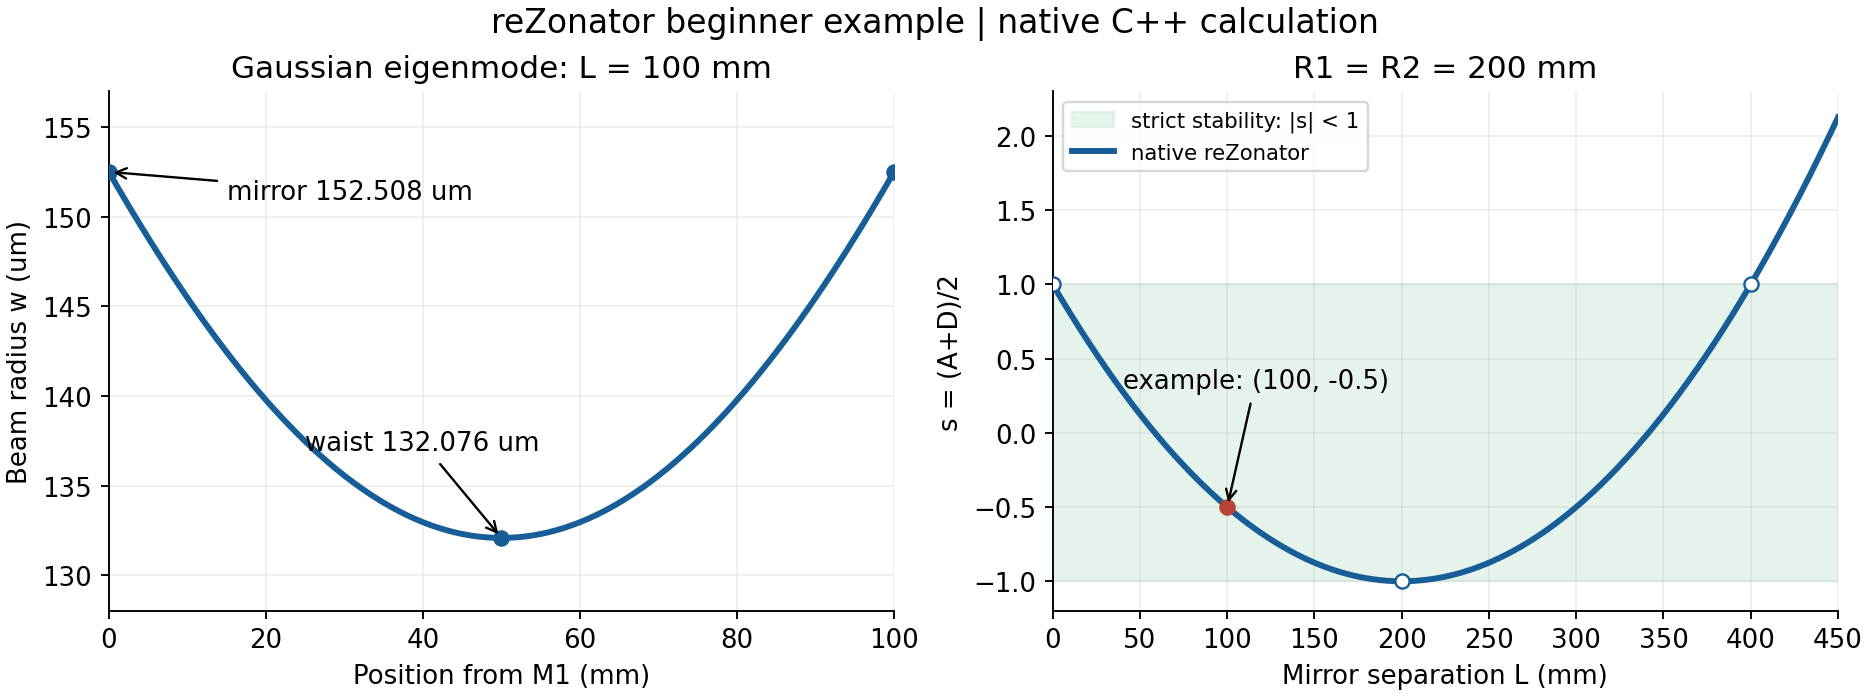 reZonator beginner example | native C++ calculation
Gaussian eigenmode: L = 100 mm
Beam radius w (um)
155
150
145
140
135
130
mirror 152.508 um
waist 132.076 um
0 20 40 60 80 100
Position from M1 (mm)
R1 = R2 = 200 mm
s = (A+D)/2
2.0
1.5
1.0
0.5
0.0
−0.5
−1.0
strict stability: |s| < 1
native reZonator
example: (100, -0.5)
0 50 100 150 200 250 300 350 400 450
Mirror separation L (mm)